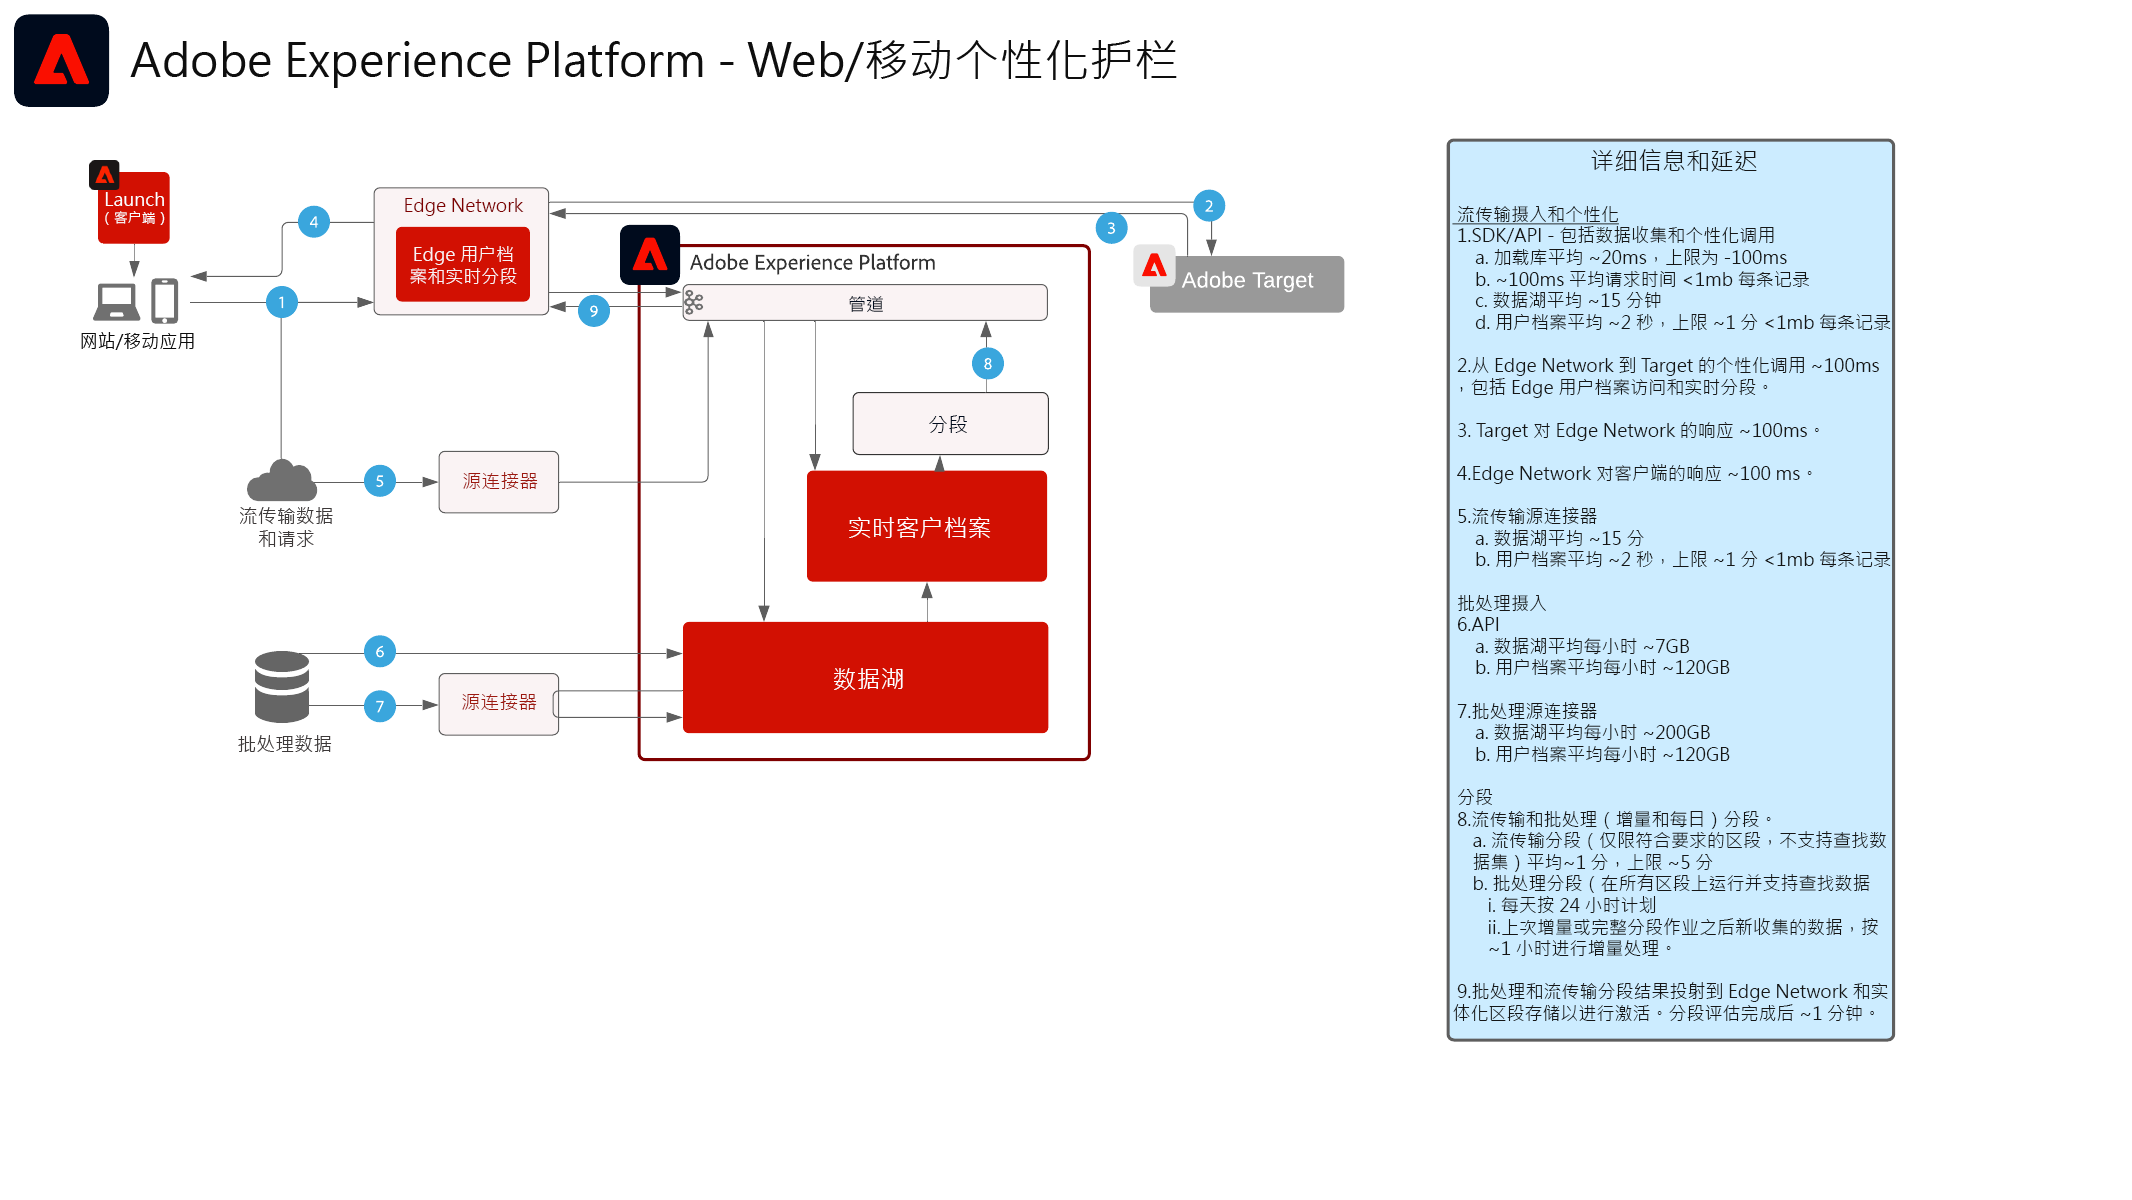 Adobe Experience Platform - Web/移动个性化护栏
Launch
（客户端）
网站/移动应用
4
1
Edge Network
Edge 用户档
案和实时分段
2
3
Adobe Target
9
Adobe Experience Platform
管道
8
分段
5
源连接器
流传输数据
和请求
实时客户档案
6
7
源连接器
批处理数据
数据湖
详细信息和延迟
流传输摄入和个性化
1.SDK/API - 包括数据收集和个性化调用
a. 加载库平均 ~20ms，上限为 -100ms
b. ~100ms 平均请求时间 <1mb 每条记录
c. 数据湖平均 ~15 分钟
d. 用户档案平均 ~2 秒，上限 ~1 分 <1mb 每条记录
2.从 Edge Network 到 Target 的个性化调用 ~100ms
，包括 Edge 用户档案访问和实时分段。
3. Target 对 Edge Network 的响应 ~100ms。
4.Edge Network 对客户端的响应 ~100 ms。
5.流传输源连接器
a. 数据湖平均 ~15 分
b. 用户档案平均 ~2 秒，上限 ~1 分 <1mb 每条记录
批处理摄入
6.API
a. 数据湖平均每小时 ~7GB
b. 用户档案平均每小时 ~120GB
7.批处理源连接器
a. 数据湖平均每小时 ~200GB
b. 用户档案平均每小时 ~120GB
分段
8.流传输和批处理（增量和每日）分段。
a. 流传输分段（仅限符合要求的区段，不支持查找数
据集）平均~1 分，上限 ~5 分
b. 批处理分段（在所有区段上运行并支持查找数据
i. 每天按 24 小时计划
ii.上次增量或完整分段作业之后新收集的数据，按
~1 小时进行增量处理。
9.批处理和流传输分段结果投射到 Edge Network 和实
体化区段存储以进行激活。分段评估完成后 ~1 分钟。